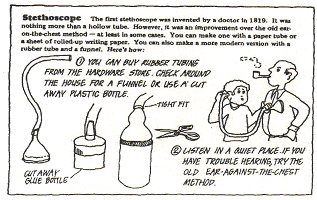 Stethoscope The first stethoscope was invented by a doctor in 1819. It was
nothing more than a hollow tube. However, it was an improvement over the old ear-
on-the-chest method — at least in some cases. You can make one with a paper tube or
a sheet of rolled-up writing paper. You can also make a more modern version with a
rubber tube and a funnel. Here's how:
① YOU CAN BUY RUBBER TUBING
FROM THE HARDWARE STORE. CHECK AROUND
THE HOUSE FOR A FUNNEL OR USE A CUT
AWAY PLASTIC BOTTLE.
TIGHT FIT
CUT AWAY
GLUE BOTTLE
② LISTEN IN A QUIET PLACE. IF YOU
HAVE TROUBLE HEARING, TRY THE
OLD EAR-AGAINST-THE-CHEST
METHOD.